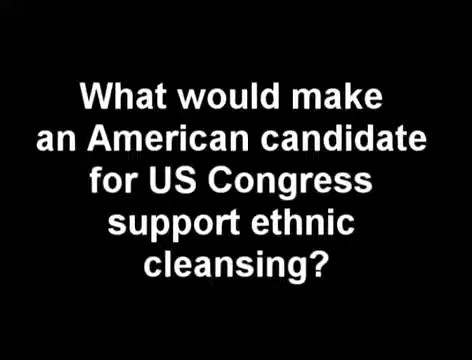 What would make
an American candidate
for US Congress
support ethnic
cleansing?